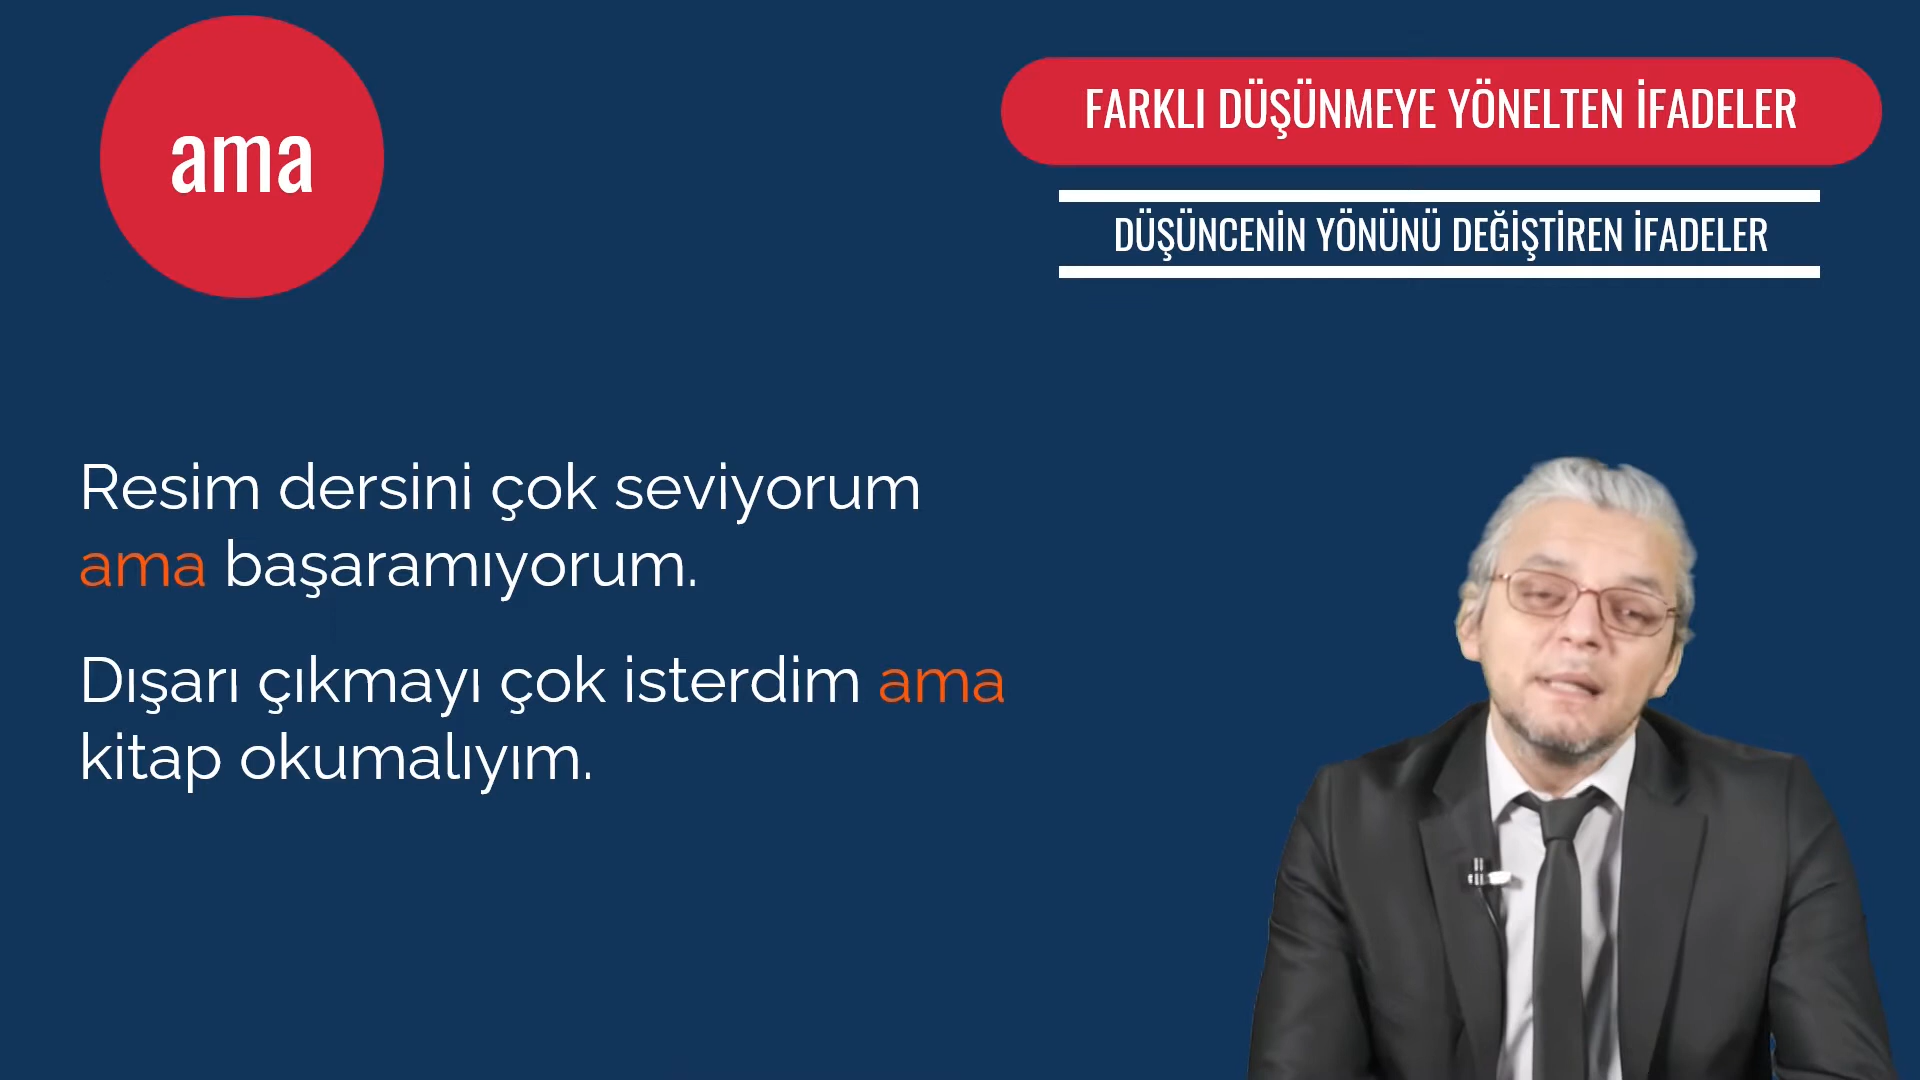 ama
FARKLI DÜŞÜNMEYE YÖNELTEN İFADELER
DÜŞÜNCENİN YÖNÜNÜ DEĞİŞTİREN İFADELER
Resim dersini çok seviyorum
ama başaramıyorum.
Dışarı çıkmayı çok isterdim ama
kitap okumalıyım.